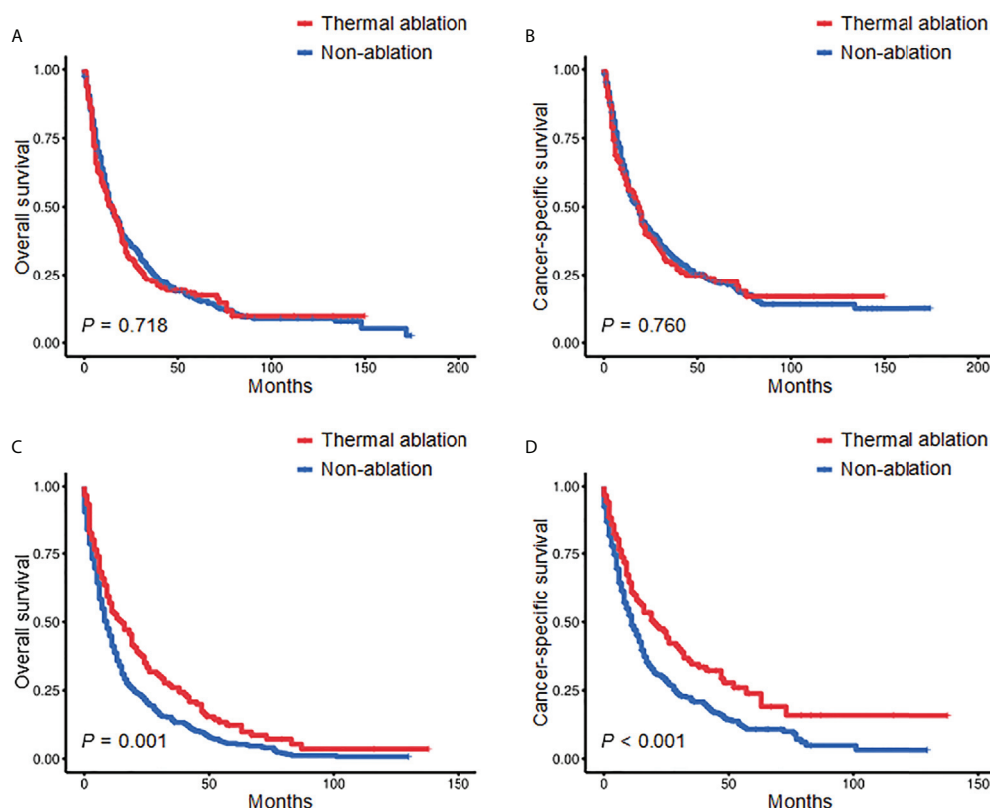 A
Thermal ablation
Non-ablation
1.00
0.75
0.50
0.25
0.00
Overall survival
P = 0.718
0
50
100
150
200
Months
B
Thermal ablation
Non-ablation
1.00
0.75
0.50
0.25
0.00
Cancer-specific survival
P = 0.760
0
50
100
150
200
Months
C
Thermal ablation
Non-ablation
1.00
0.75
0.50
0.25
0.00
Overall survival
P = 0.001
0
50
100
150
Months
D
Thermal ablation
Non-ablation
1.00
0.75
0.50
0.25
0.00
Cancer-specific survival
P < 0.001
0
50
100
150
Months